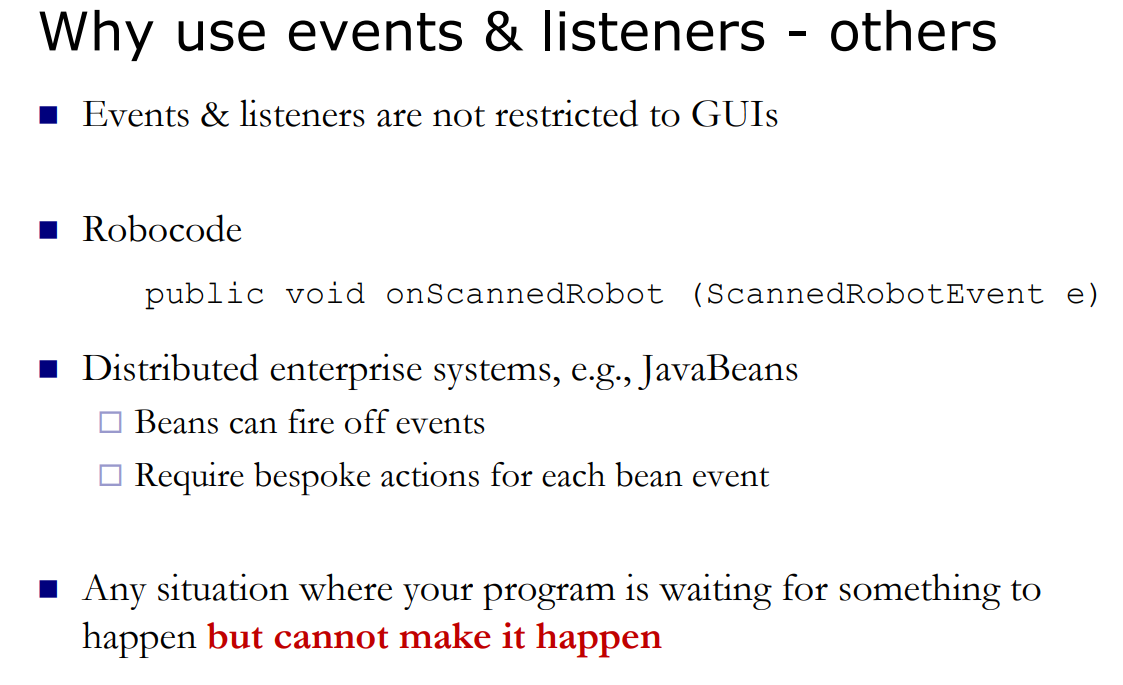 Why use events & listeners - others
Events & listeners are not restricted to GUIs
Robocode
public void onScannedRobot (ScannedRobotEvent e)
Distributed enterprise systems, e.g., JavaBeans
Beans can fire off events
Require bespoke actions for each bean event
Any situation where your program is waiting for something to
happen but cannot make it happen